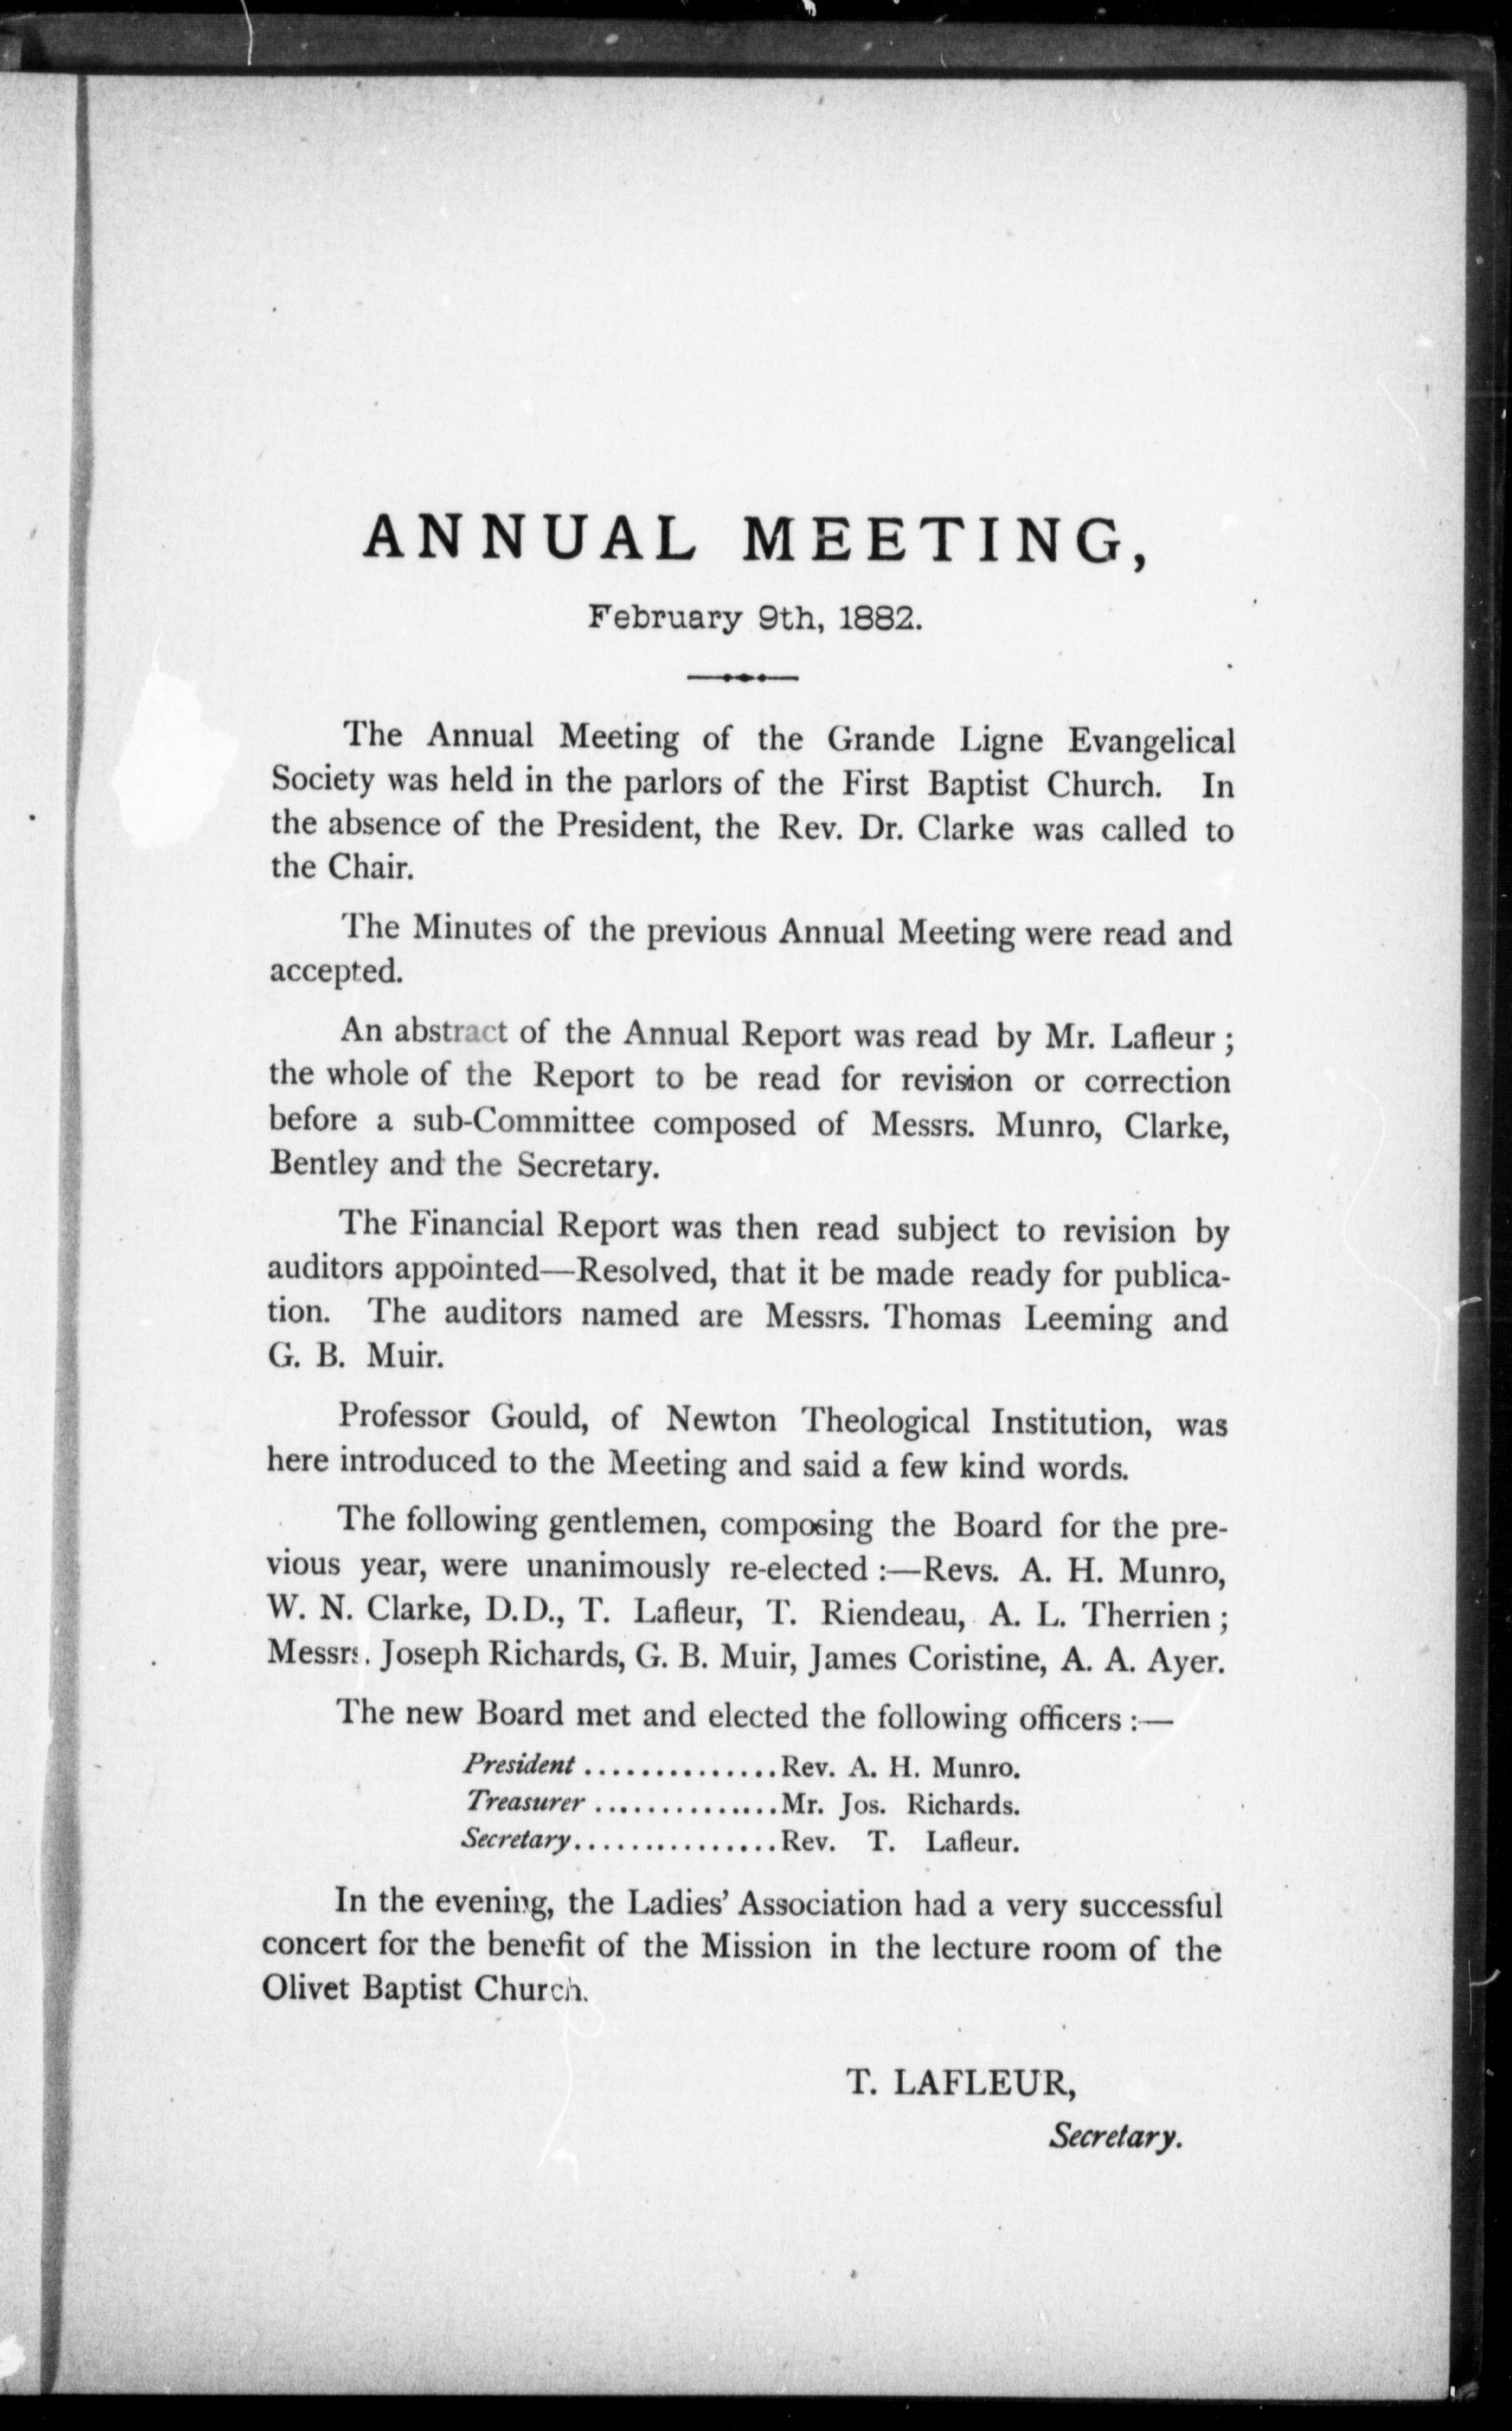 ANNUAL MEETING,
February 9th, 1882.
The Annual Meeting of the Grande Ligne Evangelical
Society was held in the parlors of the First Baptist Church. In
the absence of the President, the Rev. Dr. Clarke was called to
the Chair.
The Minutes of the previous Annual Meeting were read and
accepted.
An abstract of the Annual Report was read by Mr. Lafleur ;
the whole of the Report to be read for revision or correction
before a sub-Committee composed of Messrs. Munro, Clarke,
Bentley and the Secretary.
The Financial Report was then read subject to revision by
auditors appointed—Resolved, that it be made ready for publica-
tion. The auditors named are Messrs. Thomas Leeming and
G. B. Muir.
Professor Gould, of Newton Theological Institution, was
here introduced to the Meeting and said a few kind words.
The following gentlemen, composing the Board for the pre-
vious year, were unanimously re-elected :—Revs. A. H. Munro,
W. N. Clarke, D.D., T. Lafleur, T. Riendeau, A. L. Therrien ;
Messrs. Joseph Richards, G. B. Muir, James Coristine, A. A. Ayer.
The new Board met and elected the following officers :—
President ..............Rev. A. H. Munro.
Treasurer ..............Mr. Jos. Richards.
Secretary...............Rev. T. Lafleur.
In the evening, the Ladies' Association had a very successful
concert for the benefit of the Mission in the lecture room of the
Olivet Baptist Church.
T. LAFLEUR,
Secretary.